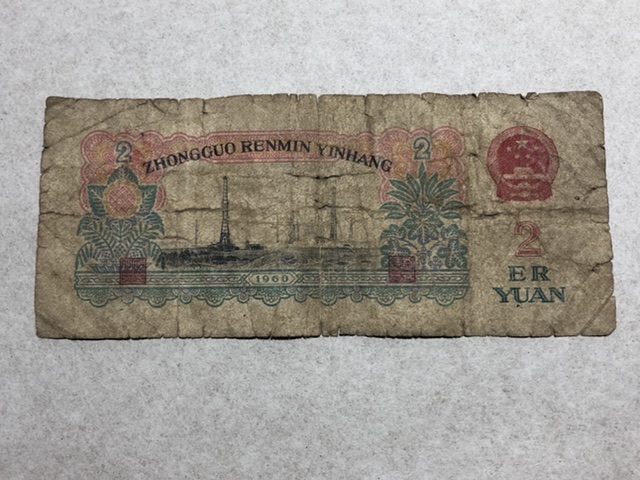 2 ZHONGGUO RENMIN YINHANG 2
2
ER
YUAN
1960